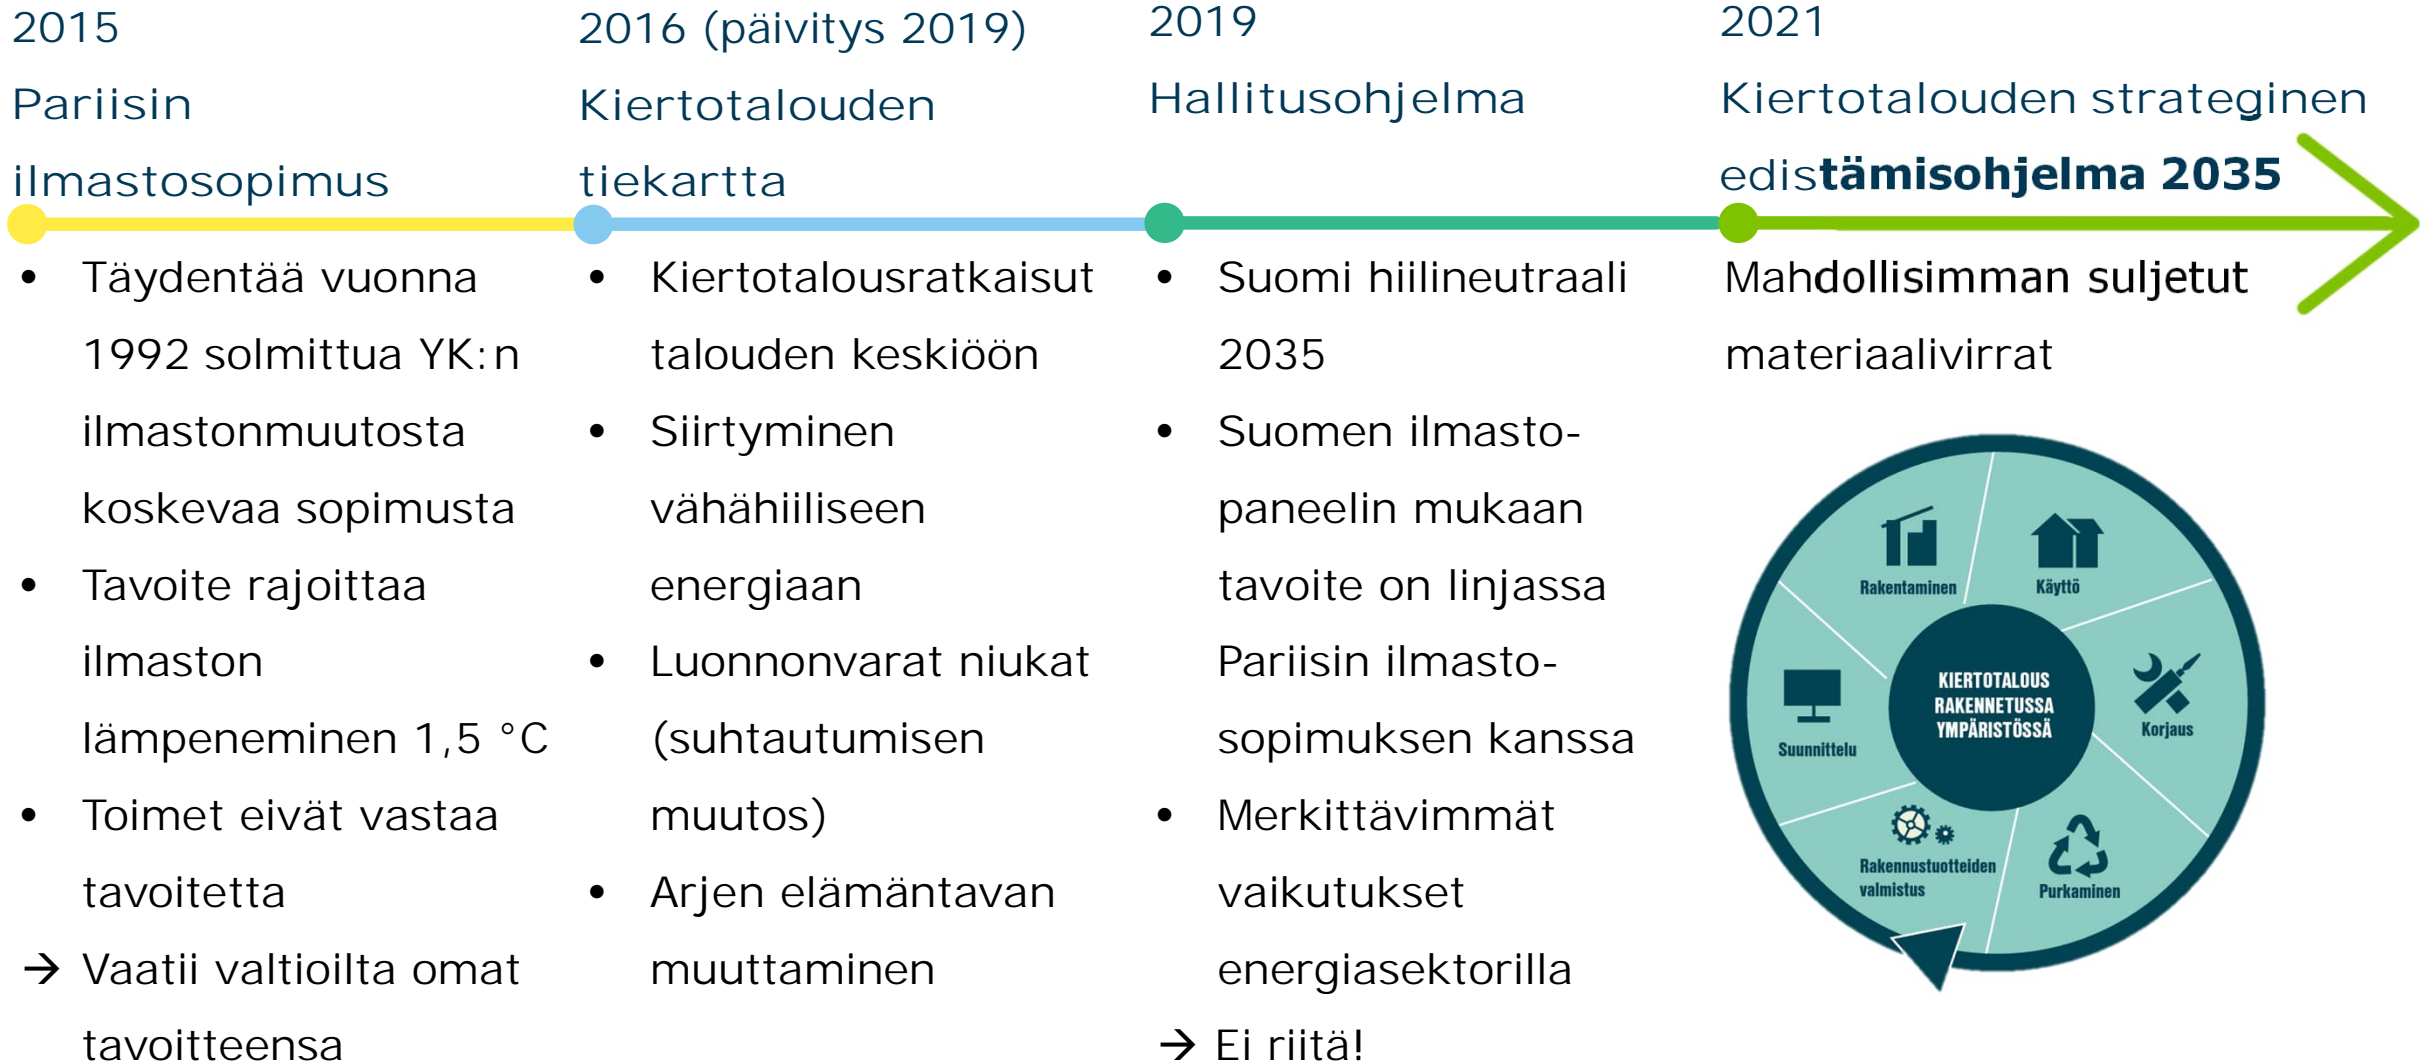 2015
Pariisin
ilmastosopimus
• Täydentää vuonna
1992 solmittua YK:n
ilmastonmuutosta
koskevaa sopimusta
• Tavoite rajoittaa
ilmaston
lämpeneminen 1,5 °C
• Toimet eivät vastaa
tavoitetta
→ Vaatii valtioilta omat
tavoitteensa
2016 (päivitys 2019)
Kiertotalouden
tiekartta
• Kiertotalousratkaisut
talouden keskiöön
• Siirtyminen
vähähiiliseen
energiaan
• Luonnonvarat niukat
(suhtautumisen
muutos)
• Arjen elämäntavan
muuttaminen
2019
Hallitusohjelma
• Suomi hiilineutraali
2035
• Suomen ilmasto-
paneelin mukaan
tavoite on linjassa
Pariisin ilmasto-
sopimuksen kanssa
• Merkittävimmät
vaikutukset
energiasektorilla
→ Ei riitä!
2021
Kiertotalouden strateginen
edistämisohjelma 2035
Mahdollisimman suljetut
materiaalivirrat
Rakentaminen
Käyttö
Korjaus
Purkaminen
Rakennustuotteiden
valmistus
Suunnittelu
KIERTOTALOUS
RAKENNETUSSA
YMPÄRISTÖSSÄ